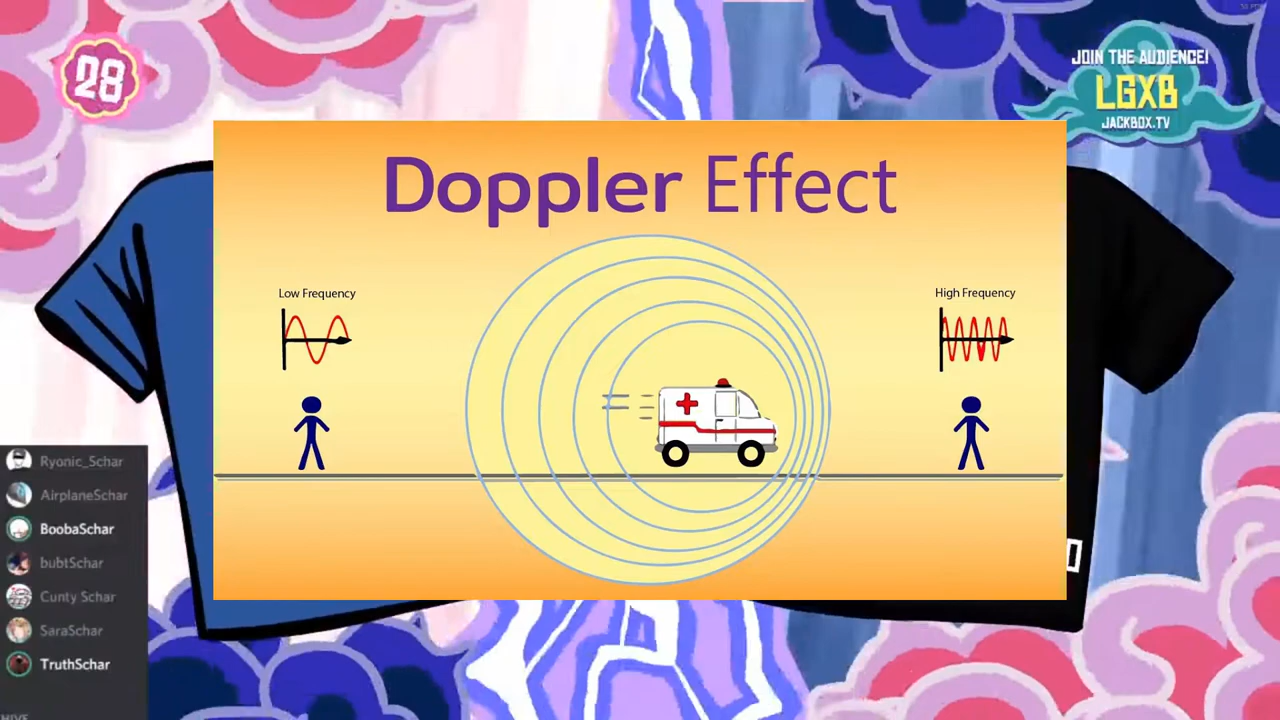 28
JOIN THE AUDIENCE!
LGXB
JACKBOX.TV
Doppler Effect
Low Frequency
High Frequency
Ryonic_Schar
AirplaneSchar
BoobaSchar
bubtSchar
Cunty Schar
SaraSchar
TruthSchar